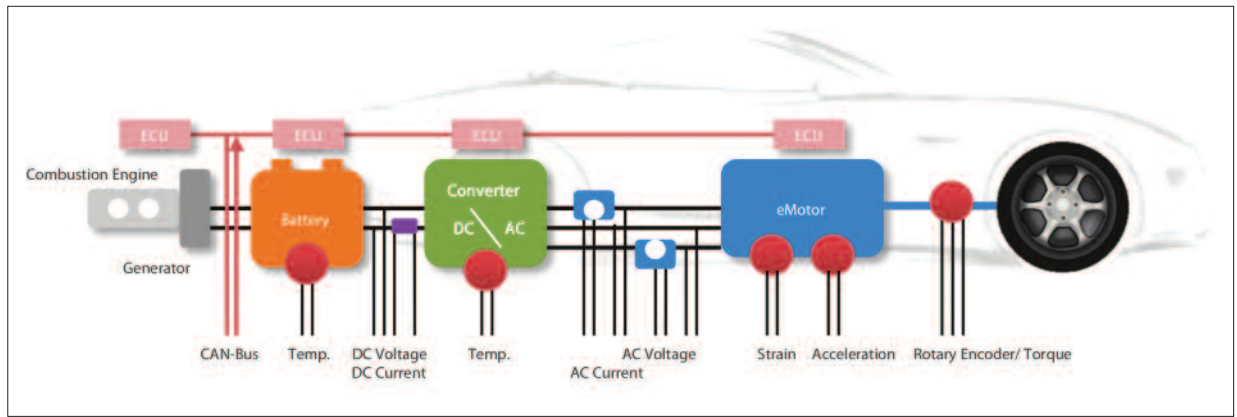 ECU
ECU
ECU
ECU
Combustion Engine
Generator
Battery
Converter
DC AC
eMotor
CAN-Bus
Temp.
DC Voltage
DC Current
Temp.
AC Voltage
AC Current
Strain
Acceleration
Rotary Encoder/ Torque